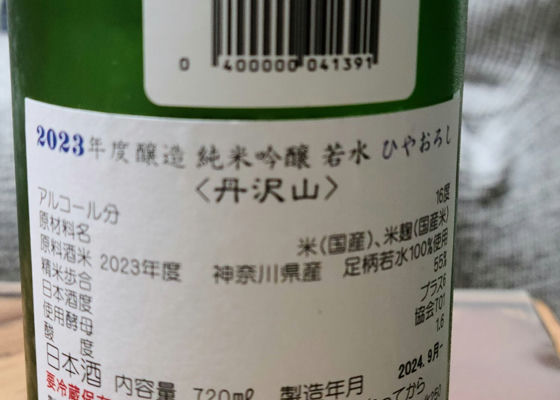 0 400000 041391
2023年度醸造 純米吟醸 若水 ひやおろし
〈丹沢山〉
アルコール分 16度
原材料名 米(国産)、米麹(国産米)
原料酒米 2023年度 神奈川県産 足柄若水100%使用
精米歩合 55%
日本酒度 プラス6
使用酵母 協会701
酸度 1.6
日本酒 内容量 720mℓ 製造年月 2024.9月-
要冷蔵保存 ってから